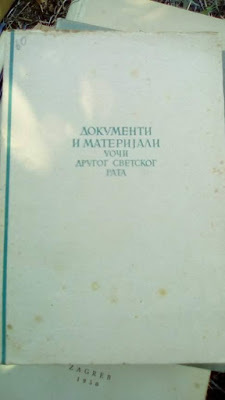 ДОКУМЕНТИ
И МАТЕРИЈАЛИ
УОЧИ
ДРУГОГ СВЕТСКОГ
РАТА
ZAGREB